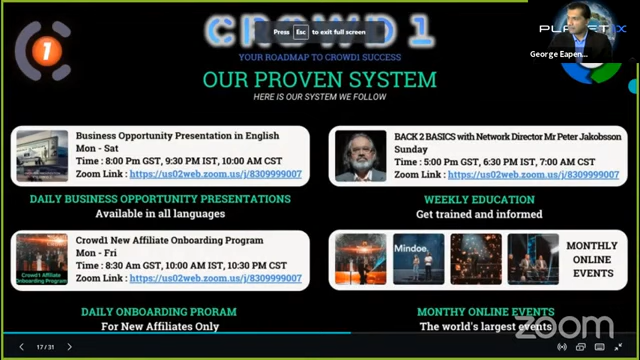 CROWD1
Press Esc to exit full screen
PLANET IX
George Eapen...
1
YOUR ROADMAP TO CROWD1 SUCCESS
OUR PROVEN SYSTEM
HERE IS OUR SYSTEM WE FOLLOW
Business Opportunity Presentation in English
Mon - Sat
Time : 8:00 Pm GST, 9:30 PM IST, 10:00 AM CST
Zoom Link : https://us02web.zoom.us/j/8309999007
DAILY BUSINESS OPPORTUNITY PRESENTATIONS
Available in all languages
BACK 2 BASICS with Network Director Mr Peter Jakobsson
Sunday
Time : 5:00 Pm GST, 6:30 PM IST, 7:00 AM CST
Zoom Link : https://us02web.zoom.us/j/8309999007
WEEKLY EDUCATION
Get trained and informed
Crowd1 Affiliate
Onboarding Program
Crowd1 New Affiliate Onboarding Program
Mon - Fri
Time : 8:30 Am GST, 10:00 AM IST, 10:30 PM CST
Zoom Link : https://us02web.zoom.us/j/8309999007
DAILY ONBOARDING PRORAM
For New Affiliates Only
Mindoe
MONTHLY
ONLINE
EVENTS
MONTHY ONLINE EVENTS
The world's largest events
zoom
17 / 31